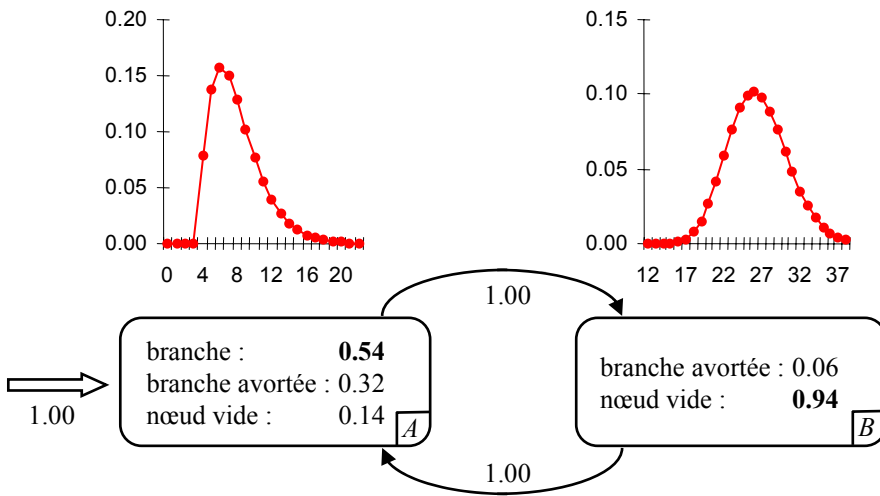 0.20
0.15
0.10
0.05
0.00
0 4 8 12 16 20
0.15
0.10
0.05
0.00
12 17 22 27 32 37
1.00
branche : 0.54
branche avortée : 0.32
nœud vide : 0.14
A
1.00
branche avortée : 0.06
nœud vide : 0.94
B
1.00